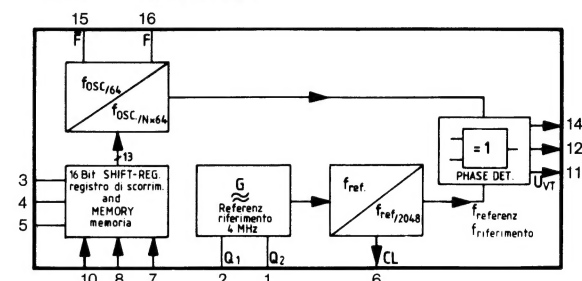 15
16
F̅
F
fOSC/64
fOSC./N×64
13
3
4
5
16 Bit SHIFT-REG.
registro di scorrim.
and
MEMORY
memoria
G
≈
Referenz
riferimento
4 MHz
fref.
fref/2048
= 1
PHASE DET.
14
12
11
UVT
freferenz
friferimento
Q1
Q2
CL
10
8
7
2
1
6